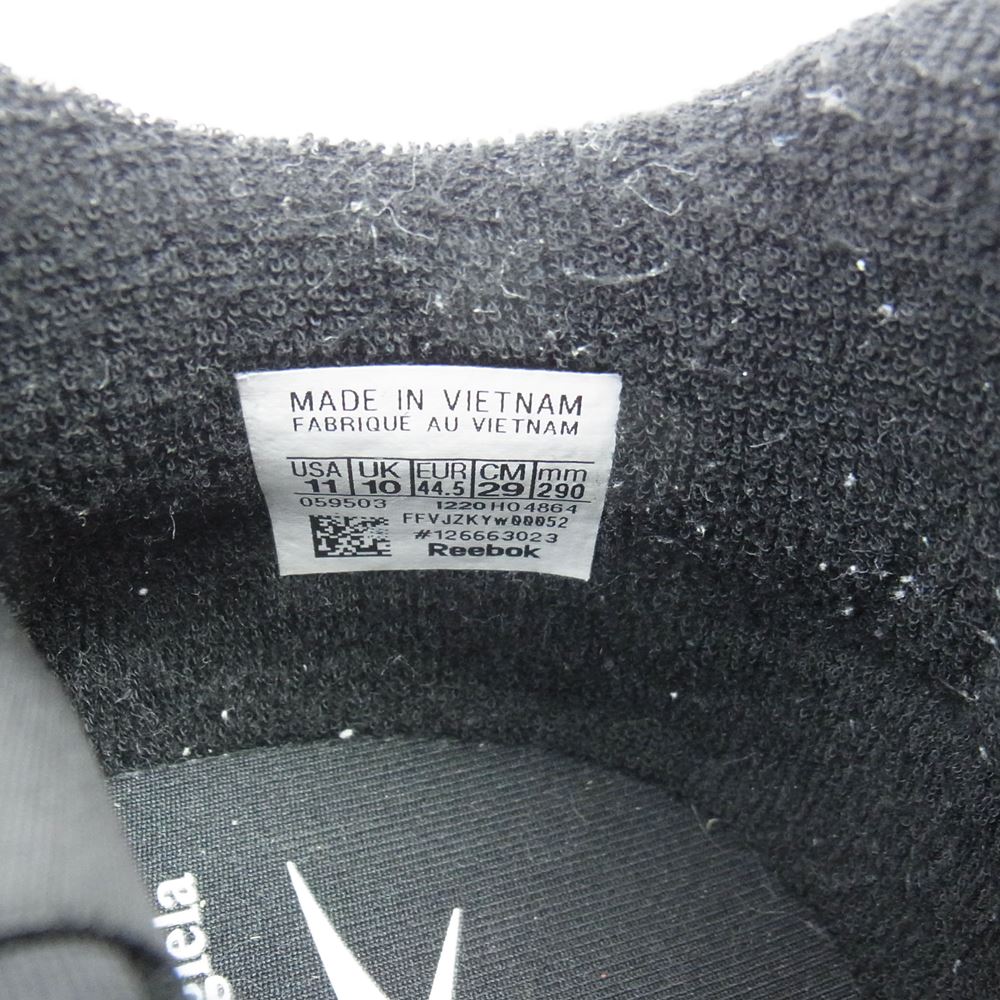 MADE IN VIETNAM
FABRIQUÉ AU VIETNAM
USA UK EUR CM mm
11 10 44.5 29 290
059503 1220 H04864
FFVJZKYw00052
#126663023
Reebok